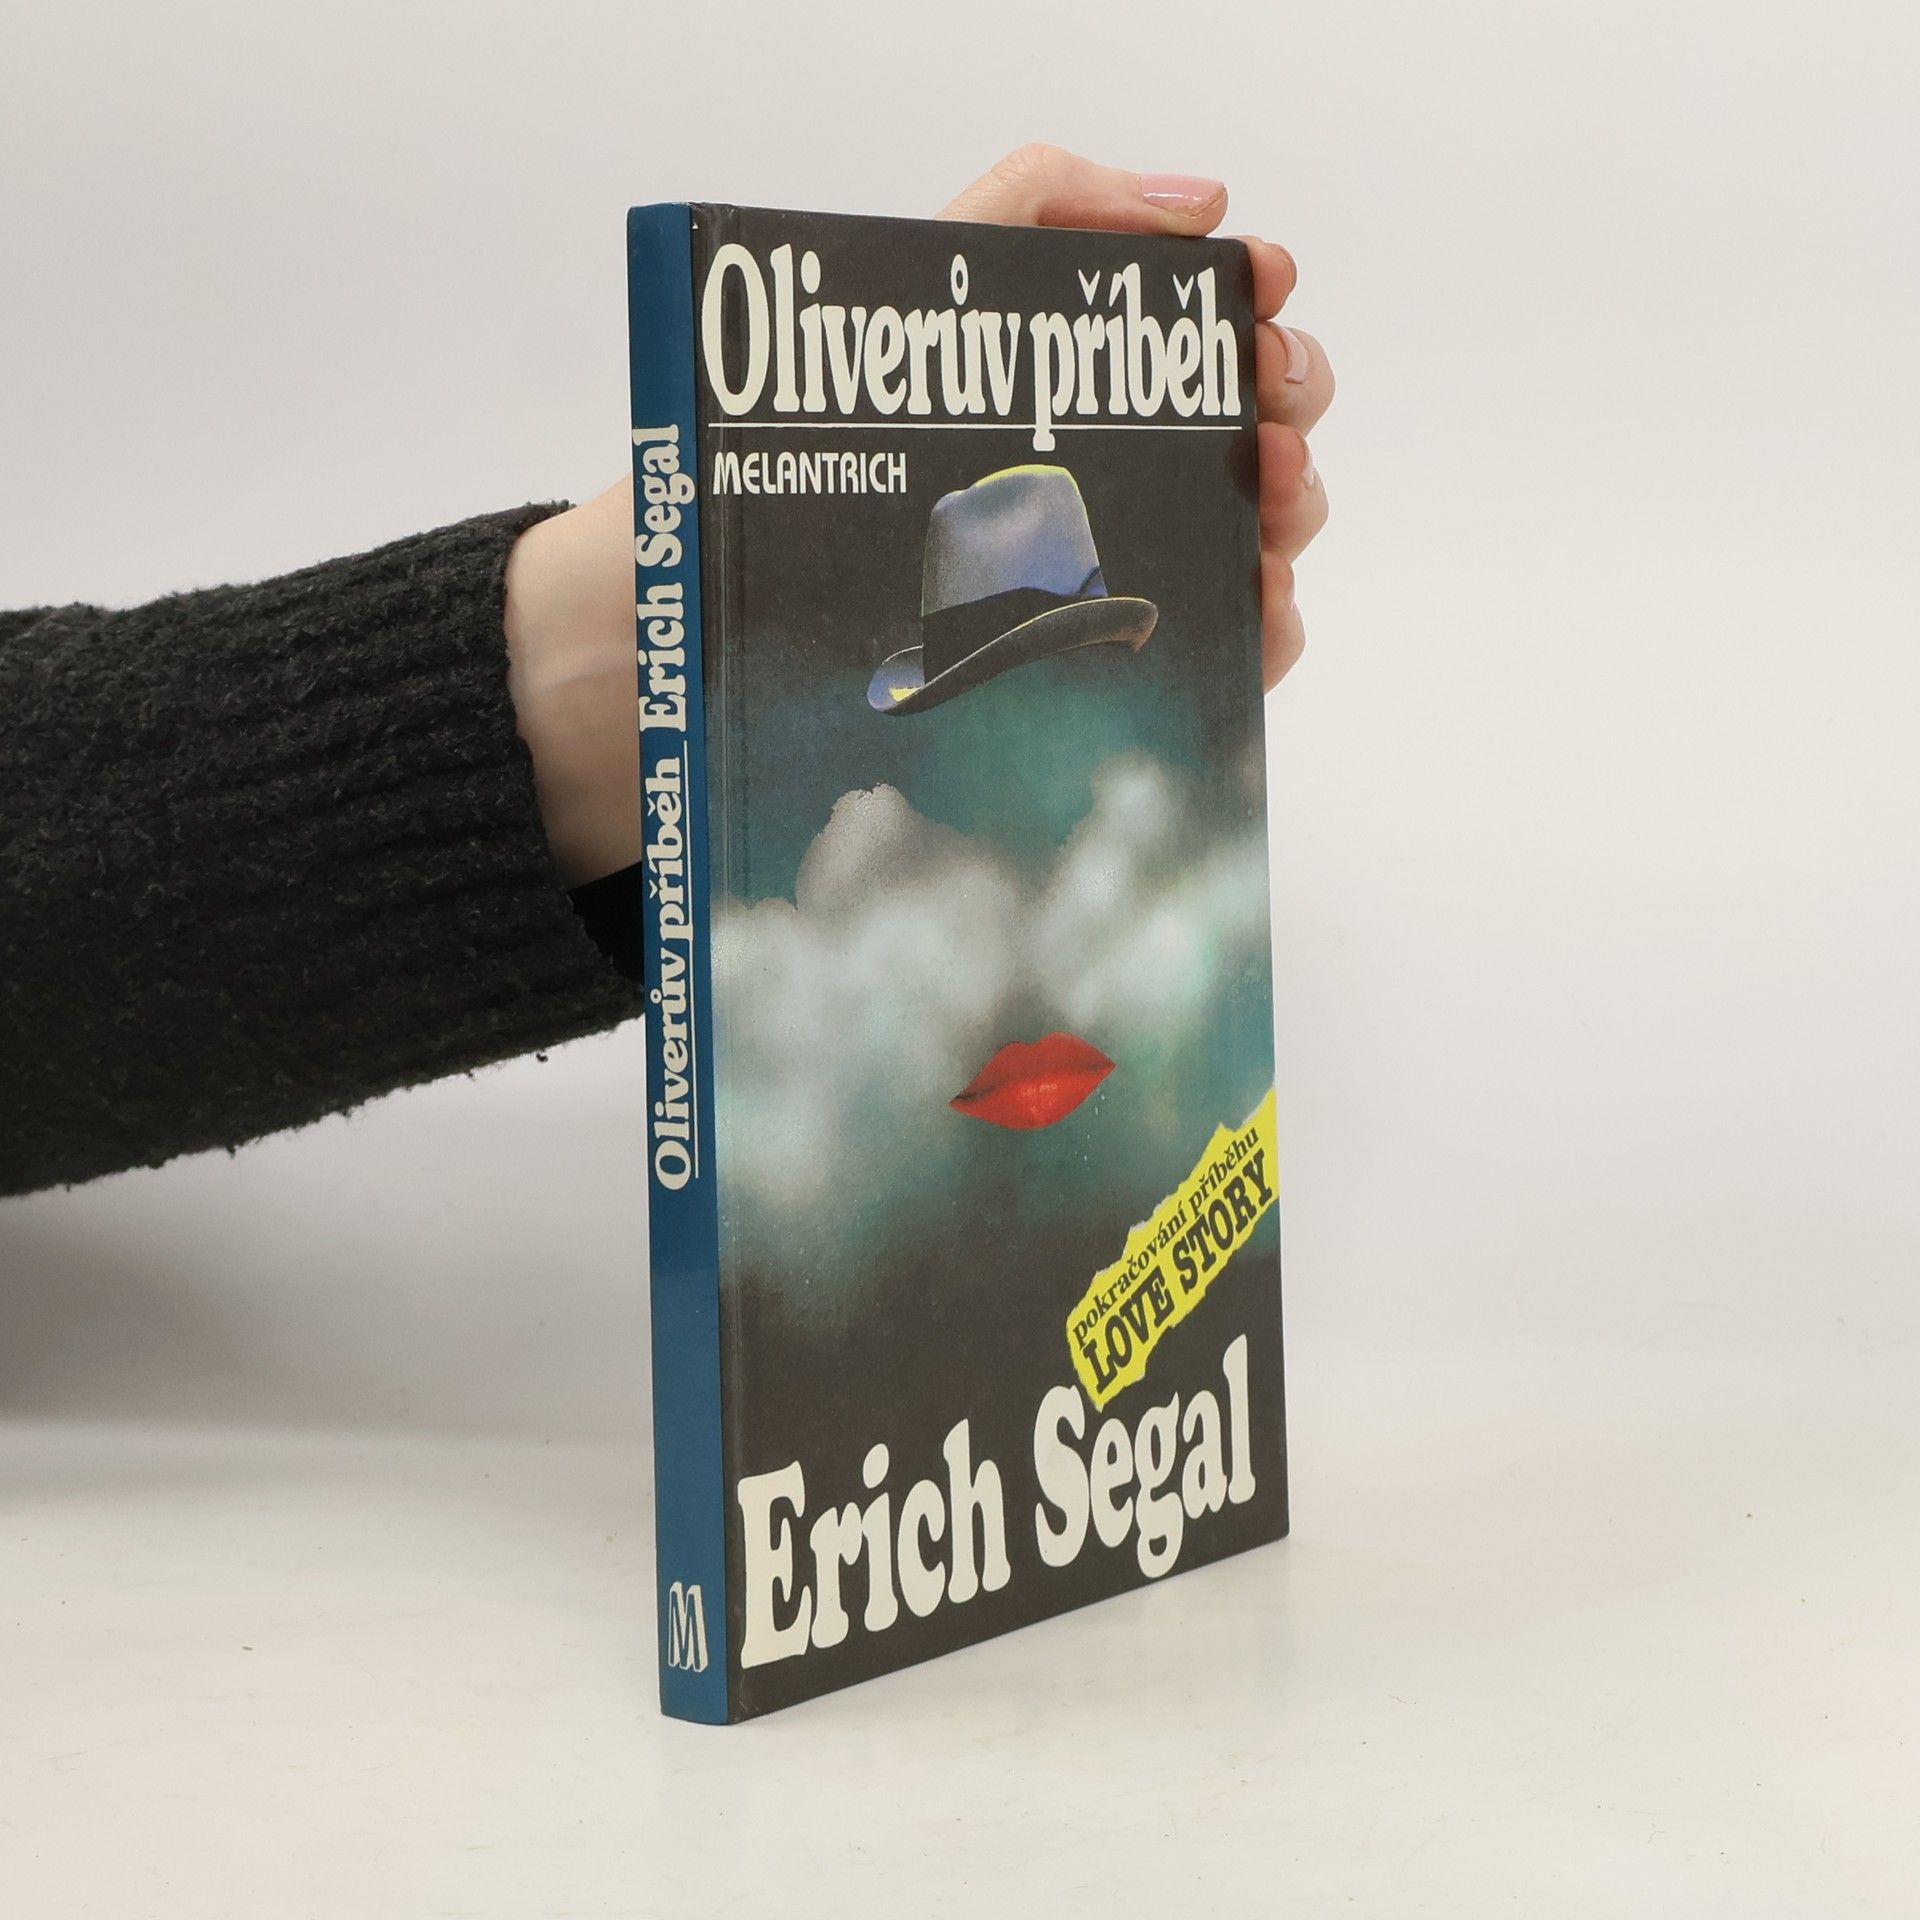 Oliverův příběh
MELANTRICH
pokračování příběhu
LOVE STORY
Erich Segal
Oliverův příběh Erich Segal
M